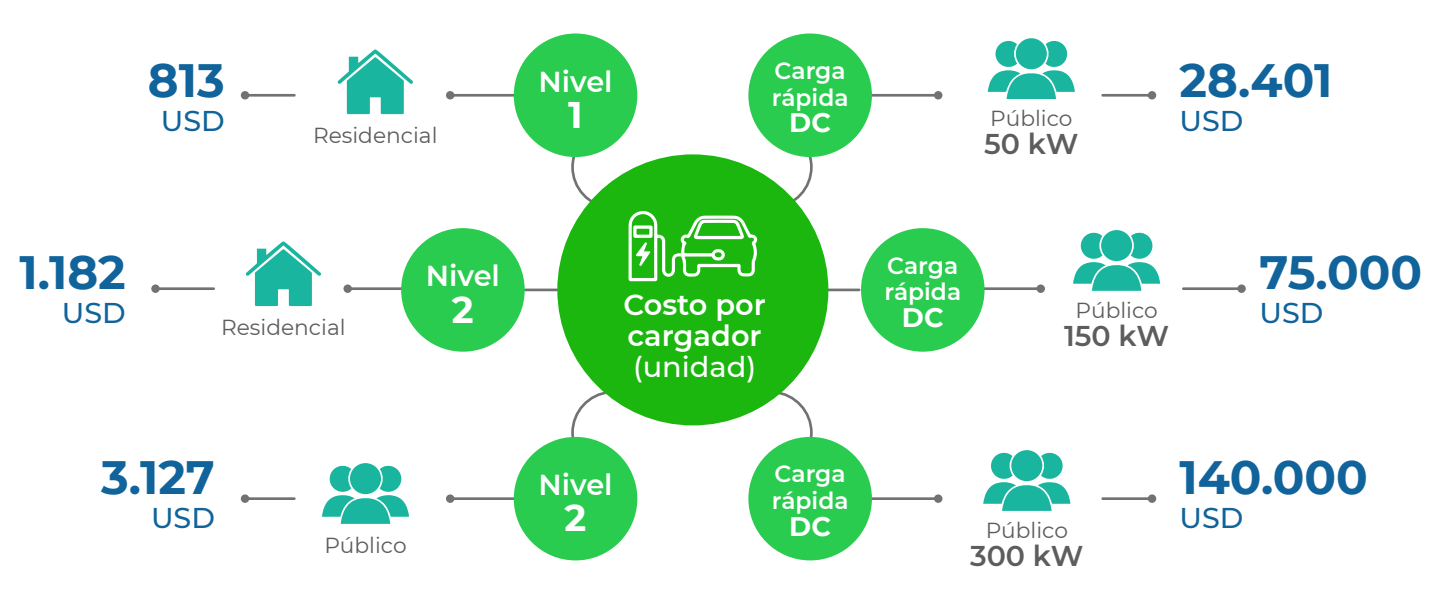 Costo por
cargador
(unidad)
Nivel
1
Residencial
813
USD
Nivel
2
Residencial
1.182
USD
Nivel
2
Público
3.127
USD
Carga
rápida
DC
Público
50 kW
28.401
USD
Carga
rápida
DC
Público
150 kW
75.000
USD
Carga
rápida
DC
Público
300 kW
140.000
USD